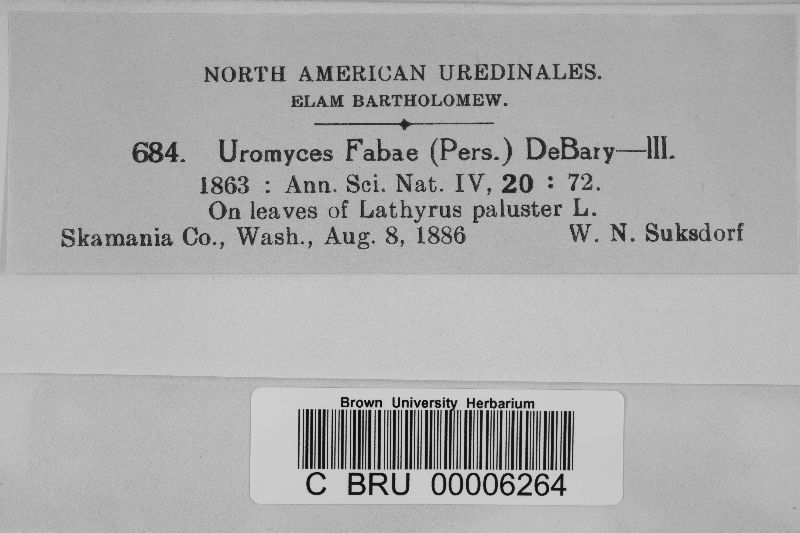 NORTH AMERICAN UREDINALES.
ELAM BARTHOLOMEW.
684. Uromyces Fabae (Pers.) DeBary—III.
1863 : Ann. Sci. Nat. IV, 20 : 72.
On leaves of Lathyrus paluster L.
Skamania Co., Wash., Aug. 8, 1886 W. N. Suksdorf
Brown University Herbarium
C BRU 00006264